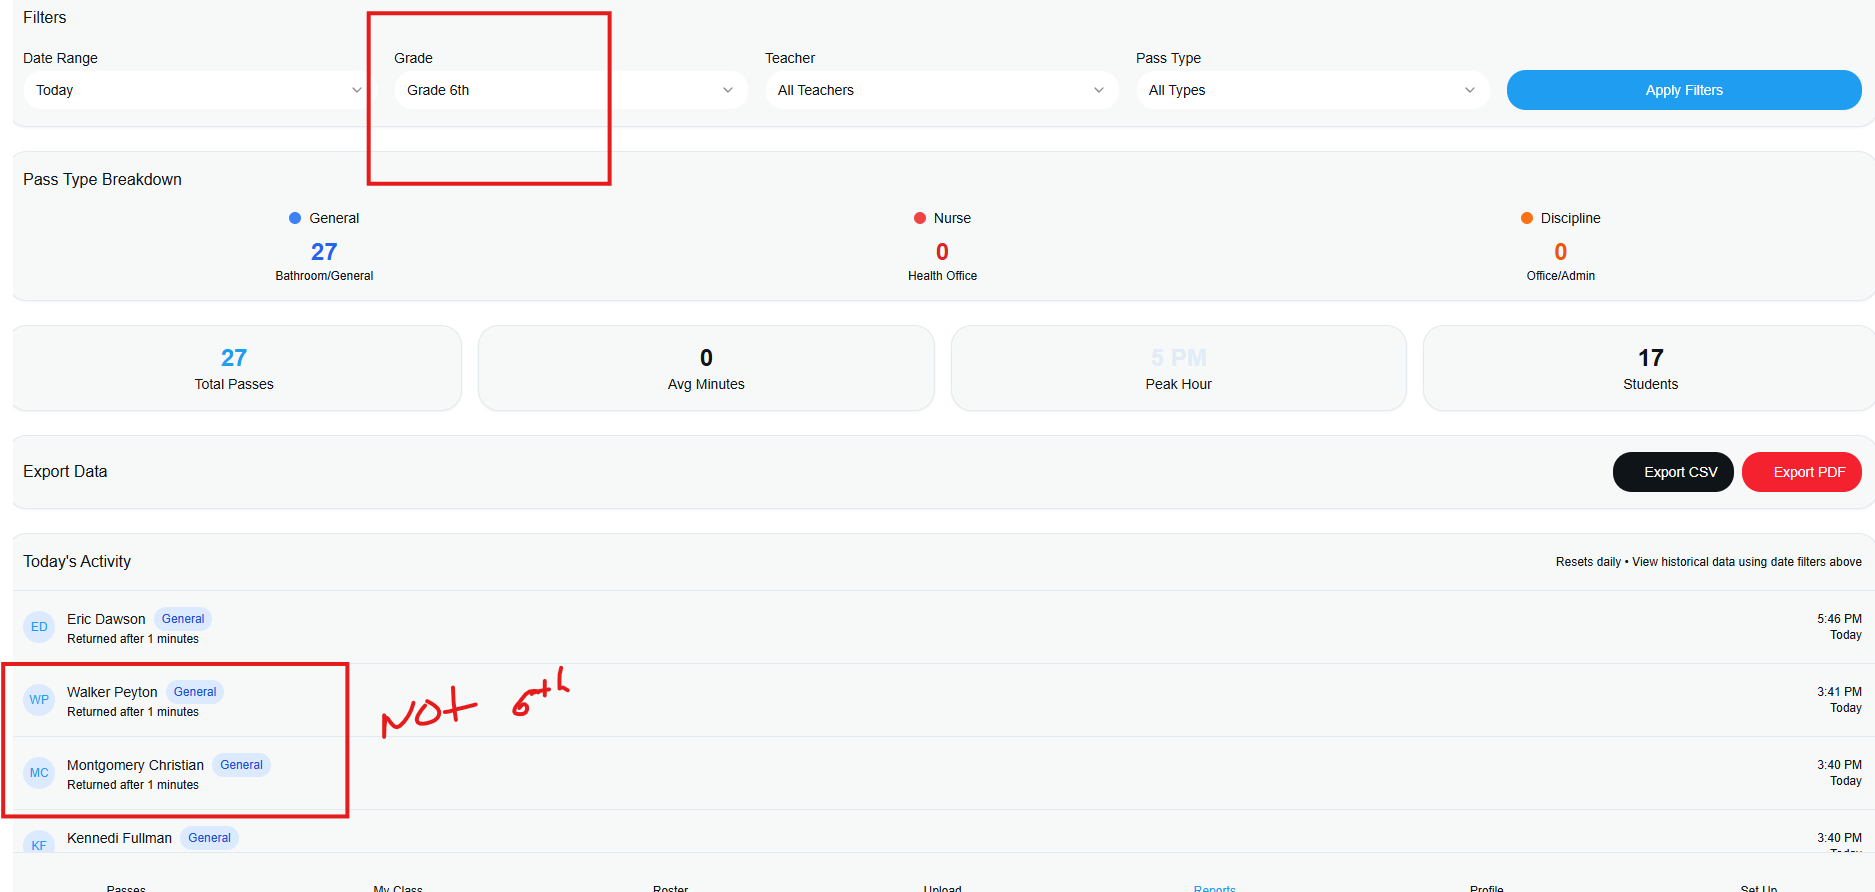 Filters
Date Range
Grade
Teacher
Pass Type
Today
Grade 6th
All Teachers
All Types
Apply Filters
Pass Type Breakdown
General
Nurse
Discipline
27
0
0
Bathroom/General
Health Office
Office/Admin
27
0
5 PM
17
Total Passes
Avg Minutes
Peak Hour
Students
Export Data
Export CSV
Export PDF
Today's Activity
Resets daily • View historical data using date filters above
ED
Eric Dawson
General
Returned after 1 minutes
5:46 PM
Today
WP
Walker Peyton
General
Returned after 1 minutes
NOT 6th
3:41 PM
Today
MC
Montgomery Christian
General
Returned after 1 minutes
3:40 PM
Today
KF
Kennedi Fullman
General
3:40 PM
Today
Passes
My Class
Roster
Upload
Reports
Profile
Set Up